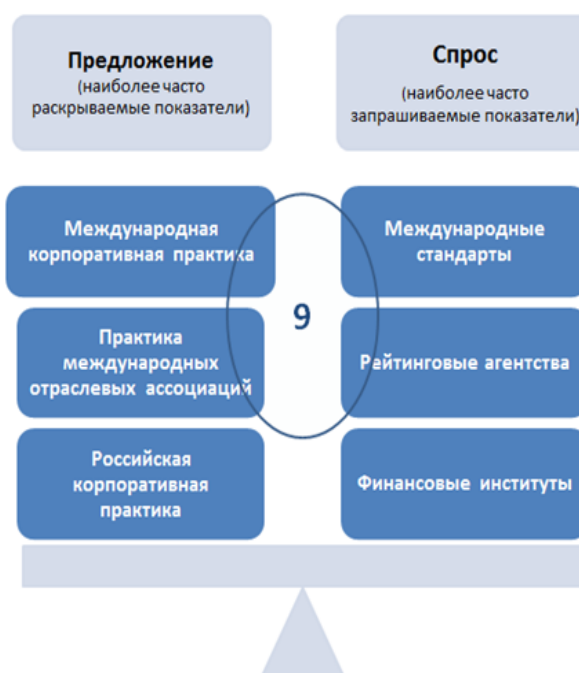 Предложение
(наиболее часто
раскрываемые показатели)
Спрос
(наиболее часто
запрашиваемые показатели)
Международная
корпоративная практика
Международные
стандарты
9
Практика
международных
отраслевых ассоциаций
Рейтинговые агентства
Российская
корпоративная
практика
Финансовые институты